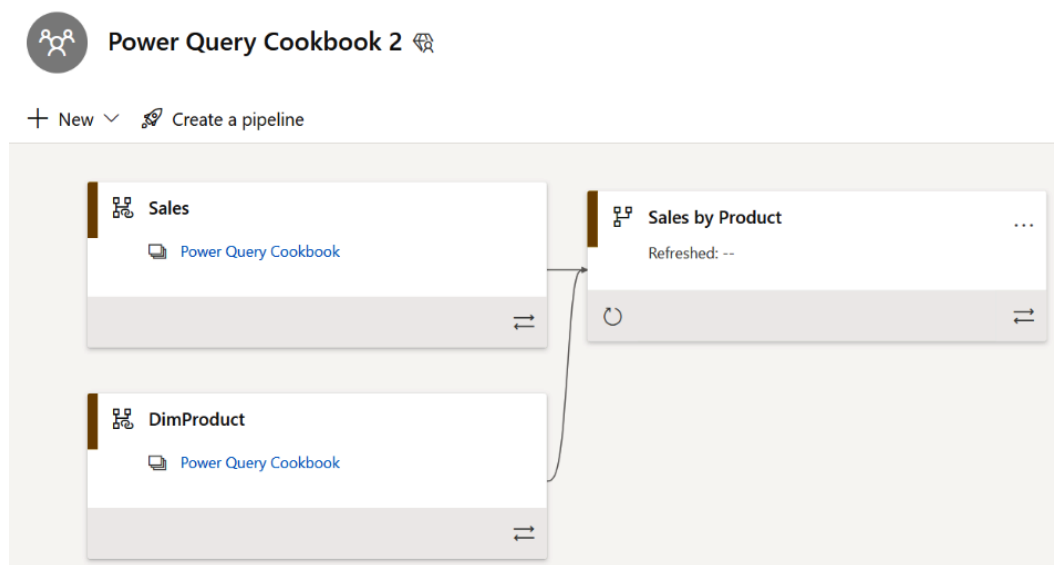 Power Query Cookbook 2
New
Create a pipeline
Sales
Power Query Cookbook
Sales by Product
...
Refreshed: --
DimProduct
Power Query Cookbook